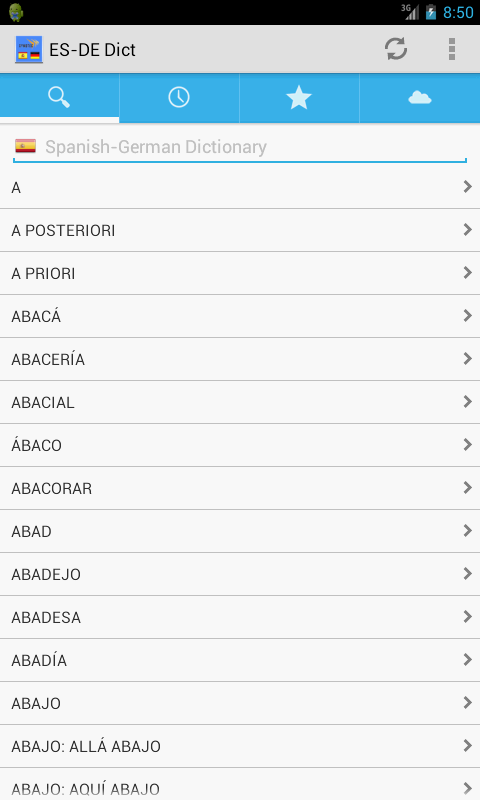 3G 8:50
ES-DE Dict
Spanish-German Dictionary
A
A POSTERIORI
A PRIORI
ABACÁ
ABACERÍA
ABACIAL
ÁBACO
ABACORAR
ABAD
ABADEJO
ABADESA
ABADÍA
ABAJO
ABAJO: ALLÁ ABAJO
ABAJO: AQUÍ ABAJO